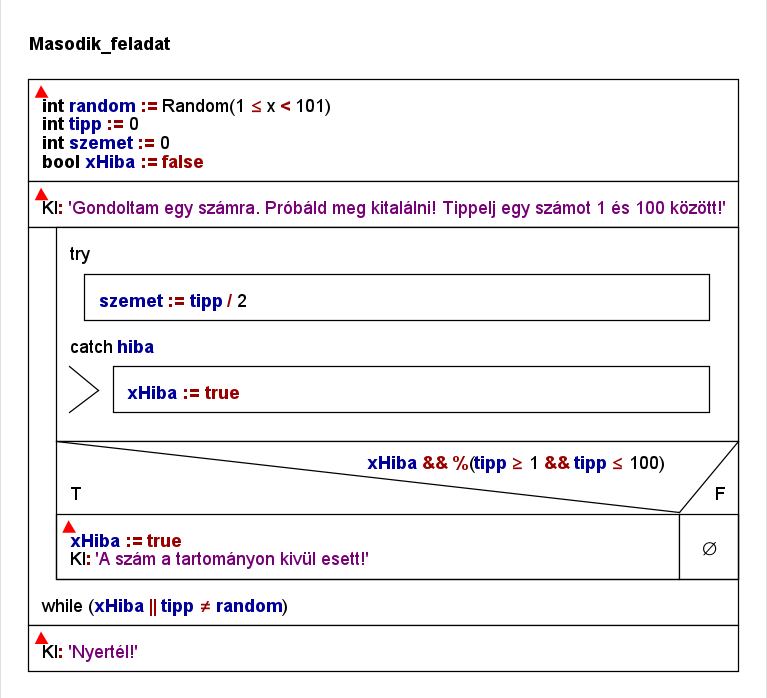 Masodik_feladat
int random := Random(1 ≤ x < 101)
int tipp := 0
int szemet := 0
bool xHiba := false
KI: 'Gondoltam egy számra. Próbáld meg kitalálni! Tippelj egy számot 1 és 100 között!'
try
szemet := tipp / 2
catch hiba
xHiba := true
xHiba && %(tipp ≥ 1 && tipp ≤ 100)
T F
xHiba := true
KI: 'A szám a tartományon kivül esett!'
∅
while (xHiba || tipp ≠ random)
KI: 'Nyertél!'